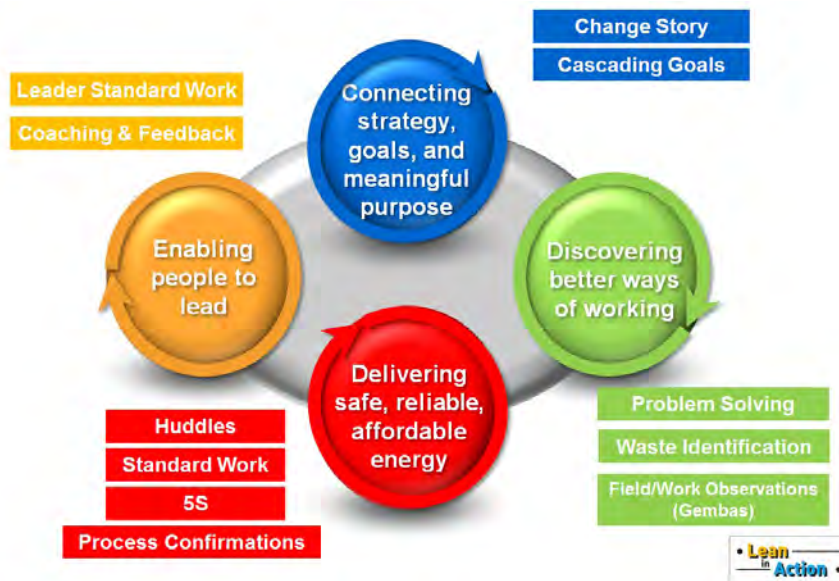 Change Story
Cascading Goals
Leader Standard Work
Coaching & Feedback
Connecting
strategy,
goals, and
meaningful
purpose
Enabling
people to
lead
Discovering
better ways
of working
Delivering
safe, reliable,
affordable
energy
Huddles
Standard Work
5S
Process Confirmations
Problem Solving
Waste Identification
Field/Work Observations
(Gembas)
• Lean
in Action •